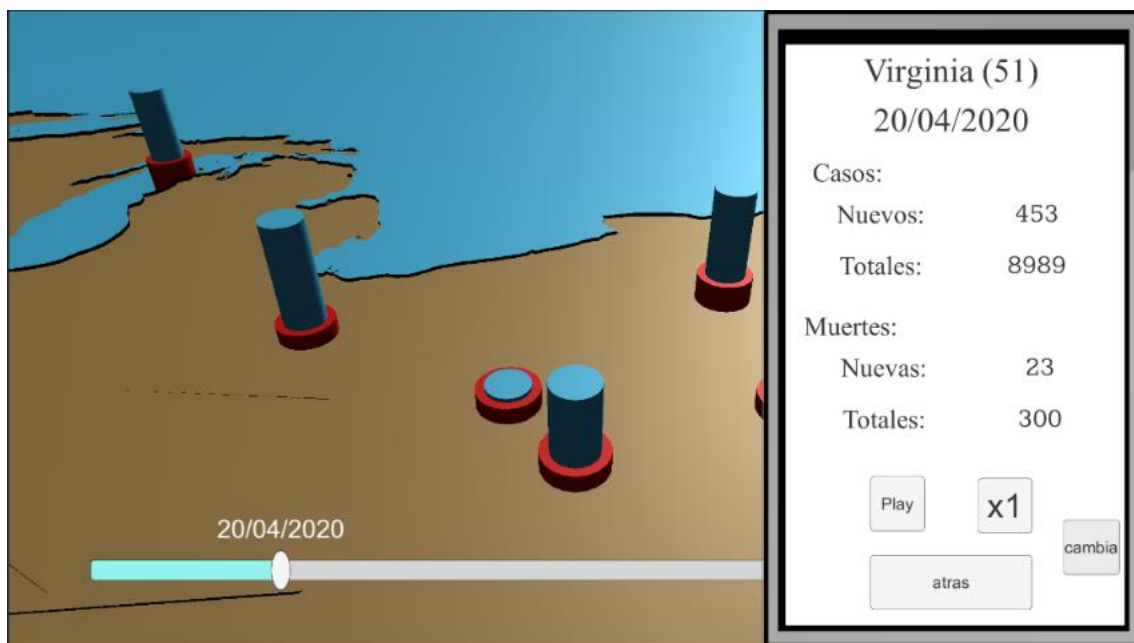 Virginia (51)
20/04/2020
Casos:
Nuevos: 453
Totales: 8989
Muertes:
Nuevas: 23
Totales: 300
Play x1
cambia
atras
20/04/2020